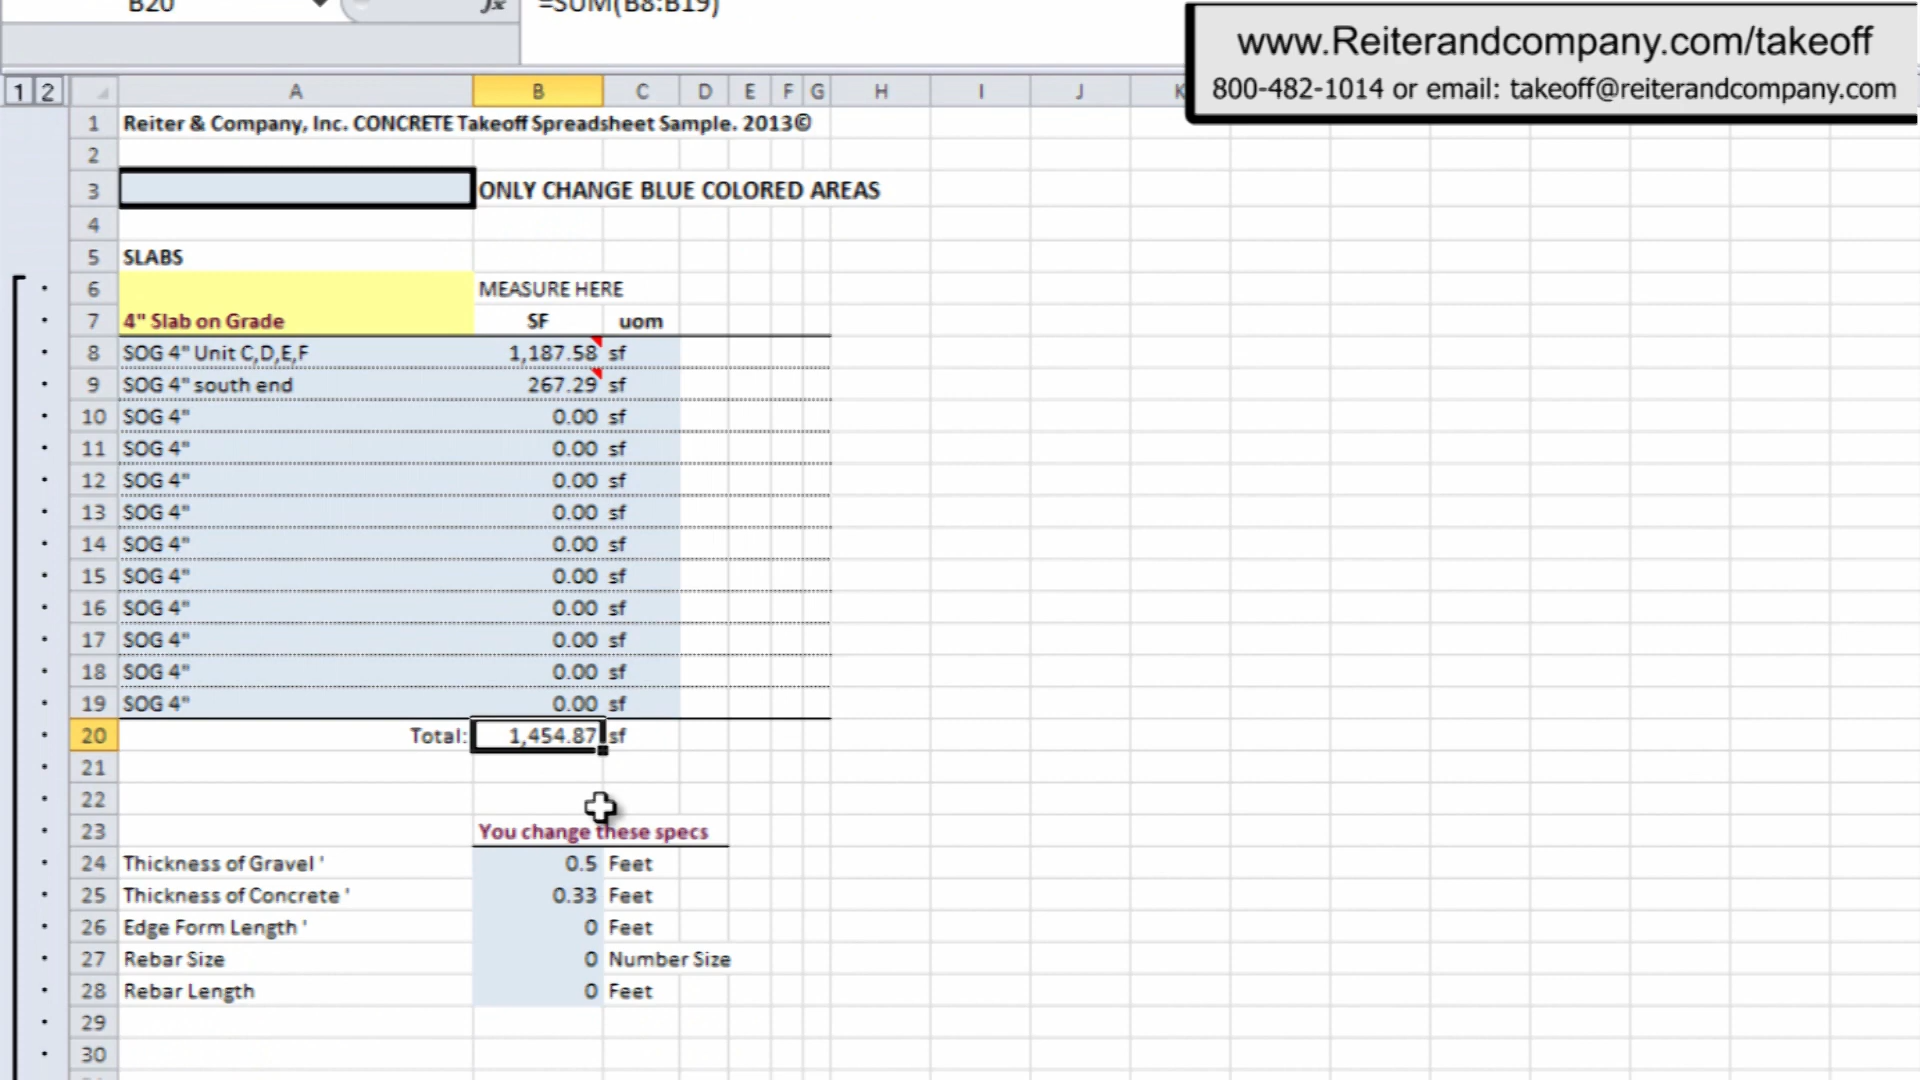 B20 fx =SUM(B8:B19)
www.Reiterandcompany.com/takeoff
800-482-1014 or email: takeoff@reiterandcompany.com
1 2 A B C D E F G H I J K
1 Reiter & Company, Inc. CONCRETE Takeoff Spreadsheet Sample. 2013©
2
3 ONLY CHANGE BLUE COLORED AREAS
4
5 SLABS
6 MEASURE HERE
7 4" Slab on Grade SF uom
8 SOG 4" Unit C,D,E,F 1,187.58 sf
9 SOG 4" south end 267.29 sf
10 SOG 4" 0.00 sf
11 SOG 4" 0.00 sf
12 SOG 4" 0.00 sf
13 SOG 4" 0.00 sf
14 SOG 4" 0.00 sf
15 SOG 4" 0.00 sf
16 SOG 4" 0.00 sf
17 SOG 4" 0.00 sf
18 SOG 4" 0.00 sf
19 SOG 4" 0.00 sf
20 Total: 1,454.87 sf
21
22
23 You change these specs
24 Thickness of Gravel ' 0.5 Feet
25 Thickness of Concrete ' 0.33 Feet
26 Edge Form Length ' 0 Feet
27 Rebar Size 0 Number Size
28 Rebar Length 0 Feet
29
30